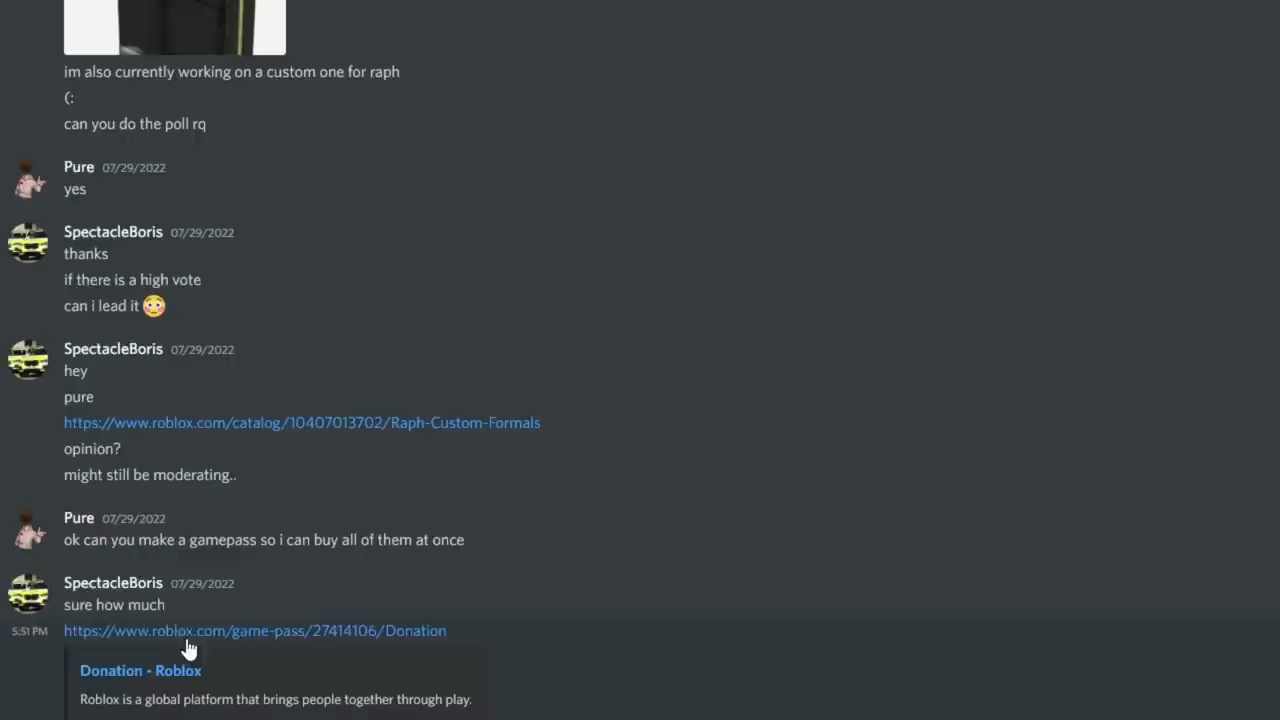 im also currently working on a custom one for raph
(:
can you do the poll rq
Pure 07/29/2022
yes
SpectacleBoris 07/29/2022
thanks
if there is a high vote
can i lead it 😳
SpectacleBoris 07/29/2022
hey
pure
https://www.roblox.com/catalog/10407013702/Raph-Custom-Formals
opinion?
might still be moderating..
Pure 07/29/2022
ok can you make a gamepass so i can buy all of them at once
SpectacleBoris 07/29/2022
sure how much
5:51 PM https://www.roblox.com/game-pass/27414106/Donation
Donation - Roblox
Roblox is a global platform that brings people together through play.